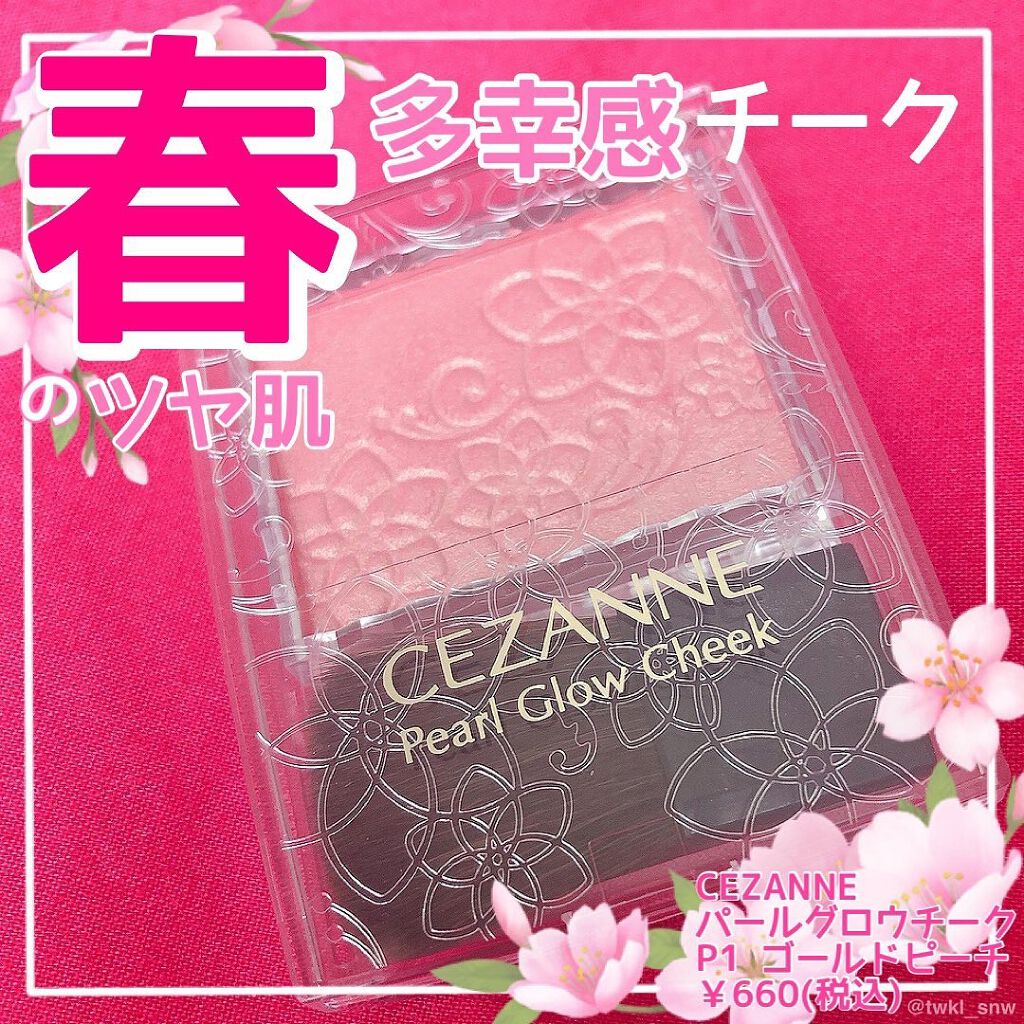 春
多幸感チーク
のツヤ肌
CEZANNE
Pearl Glow Cheek
CEZANNE
パールグロウチーク
P1 ゴールドピーチ
￥660(税込)
@twkl_snw